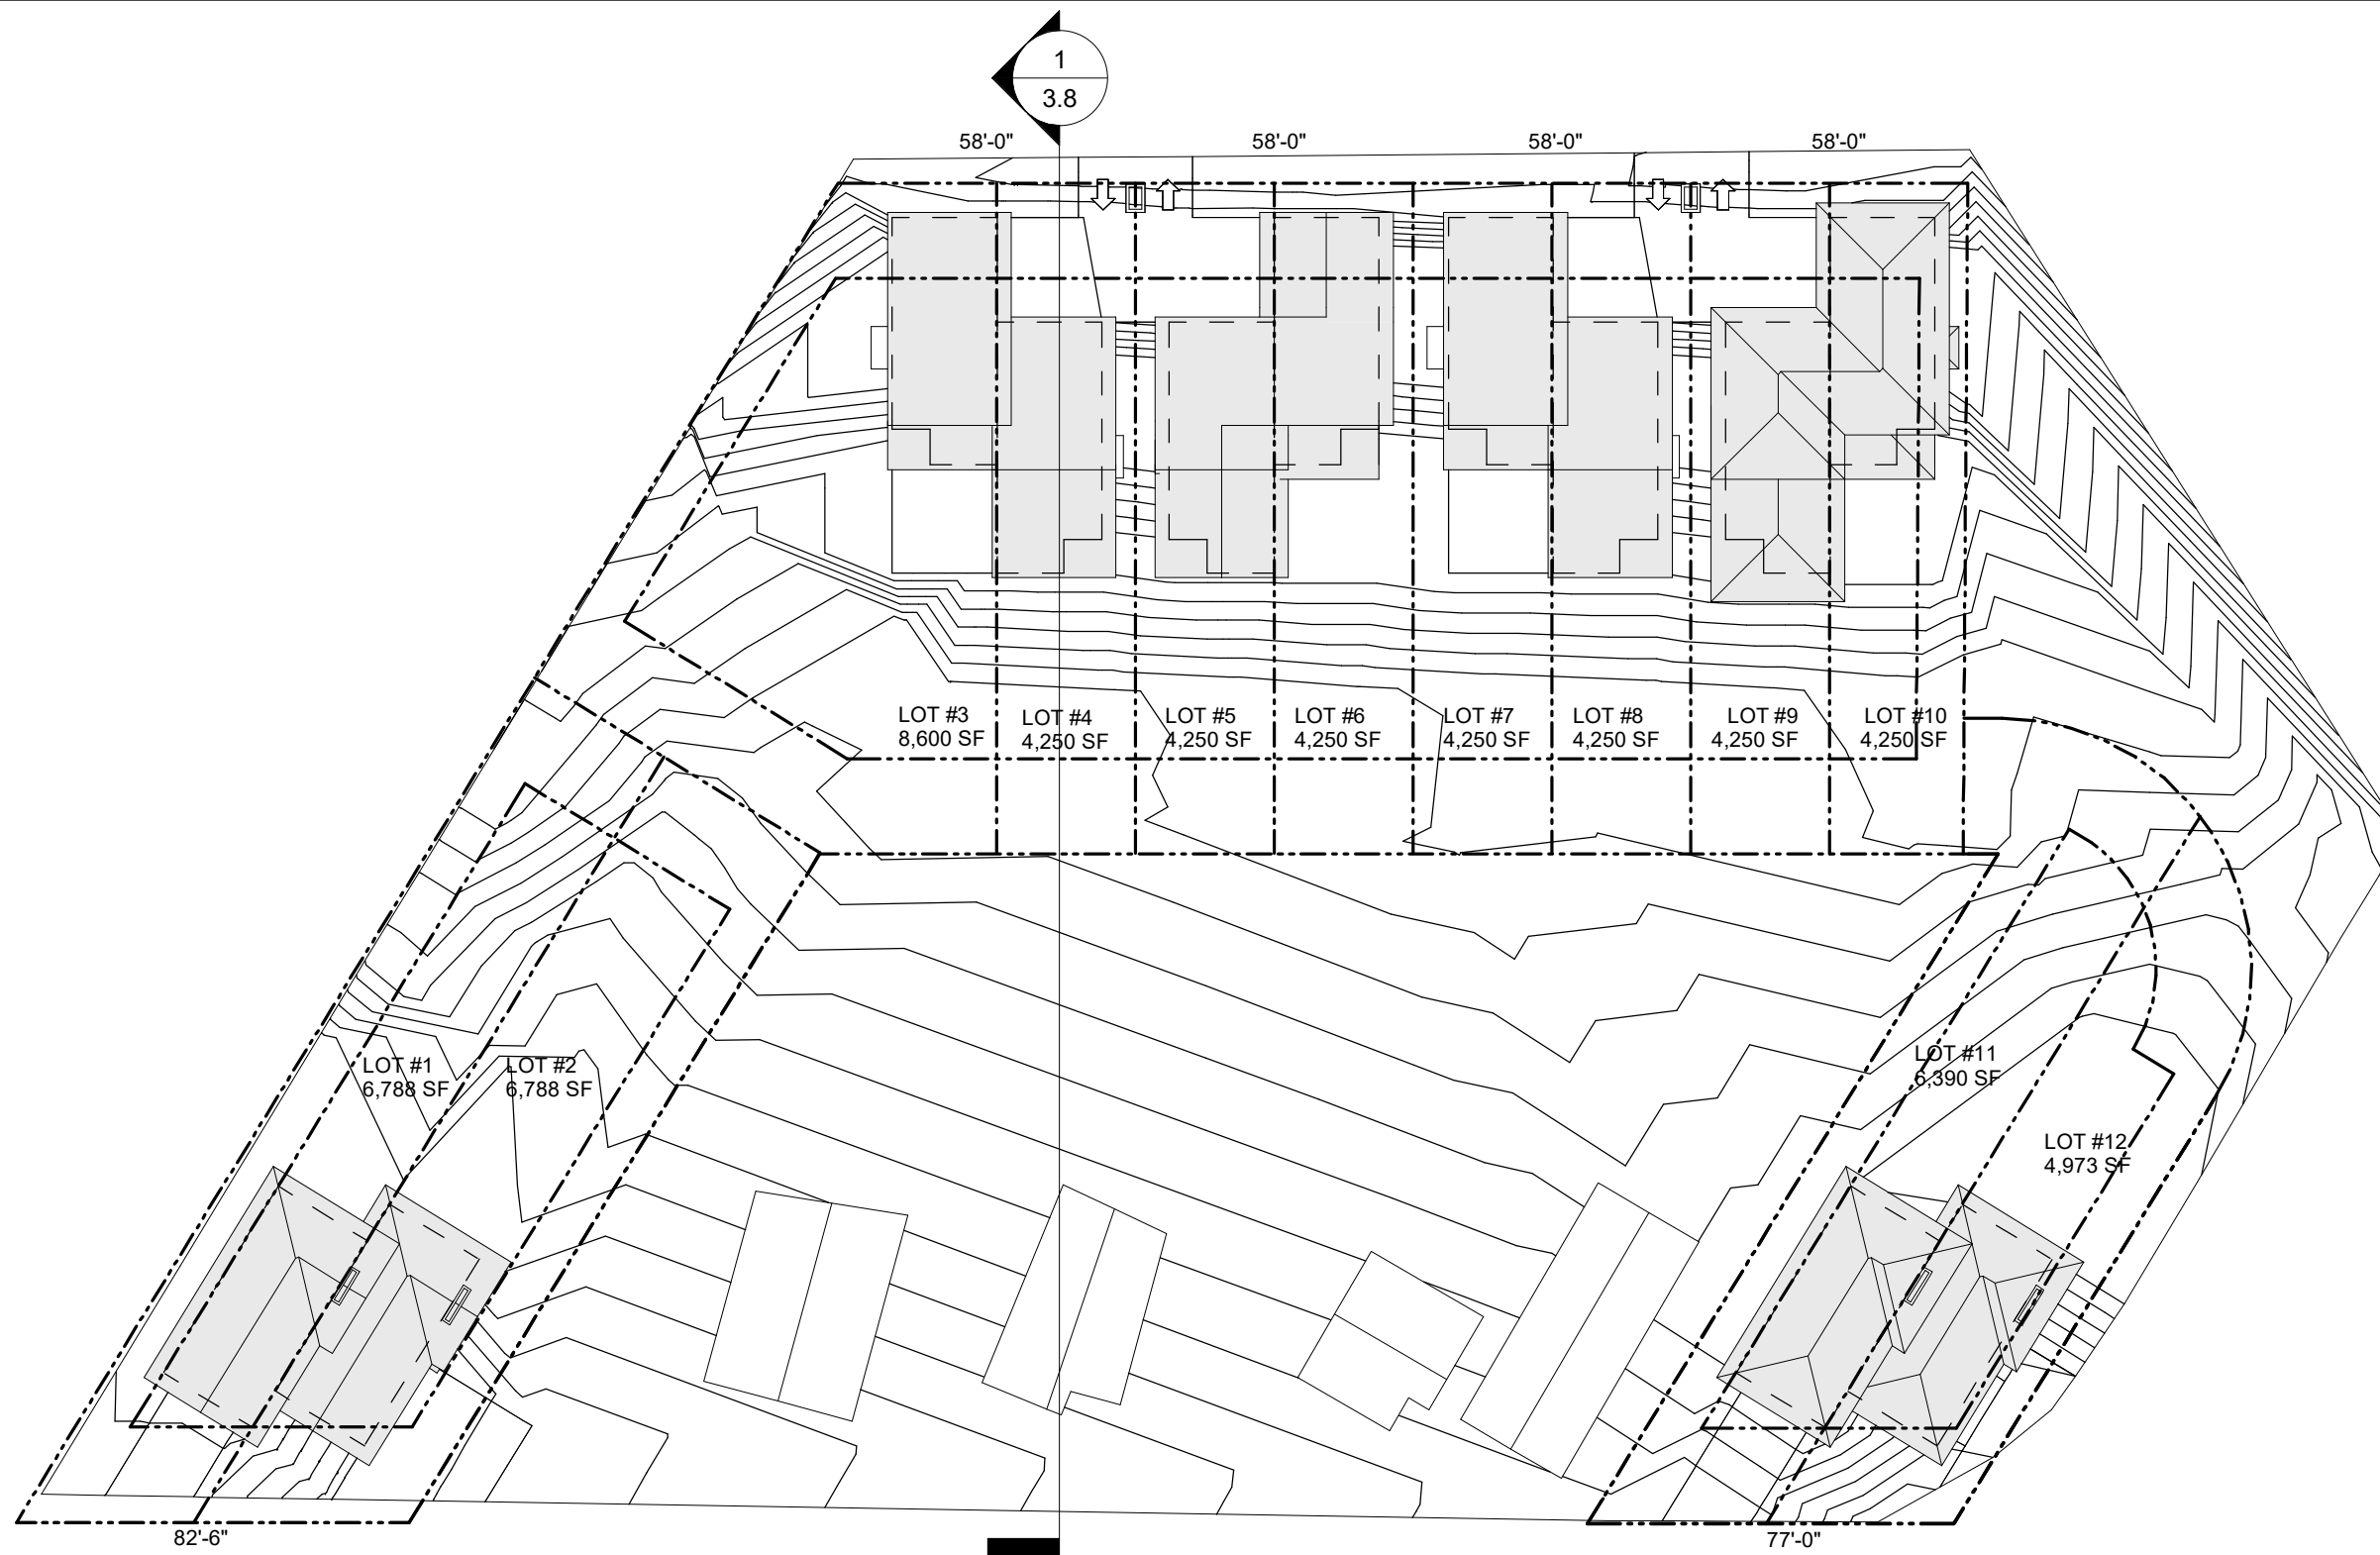 1
3.8
58'-0"
58'-0"
58'-0"
58'-0"
LOT #3
8,600 SF
LOT #4
4,250 SF
LOT #5
4,250 SF
LOT #6
4,250 SF
LOT #7
4,250 SF
LOT #8
4,250 SF
LOT #9
4,250 SF
LOT #10
4,250 SF
LOT #1
6,788 SF
LOT #2
6,788 SF
LOT #11
6,390 SF
LOT #12
4,973 SF
82'-6"
77'-0"